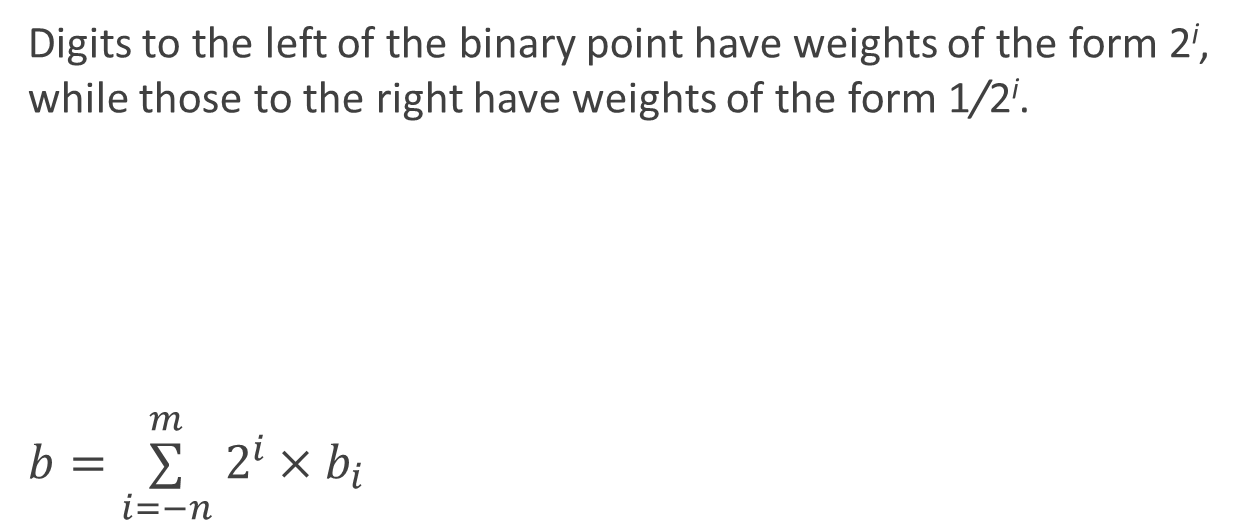 Digits to the left of the binary point have weights of the form 2ⁱ,
while those to the right have weights of the form 1/2ⁱ.
m
b = Σ 2ⁱ × bᵢ
i=−n